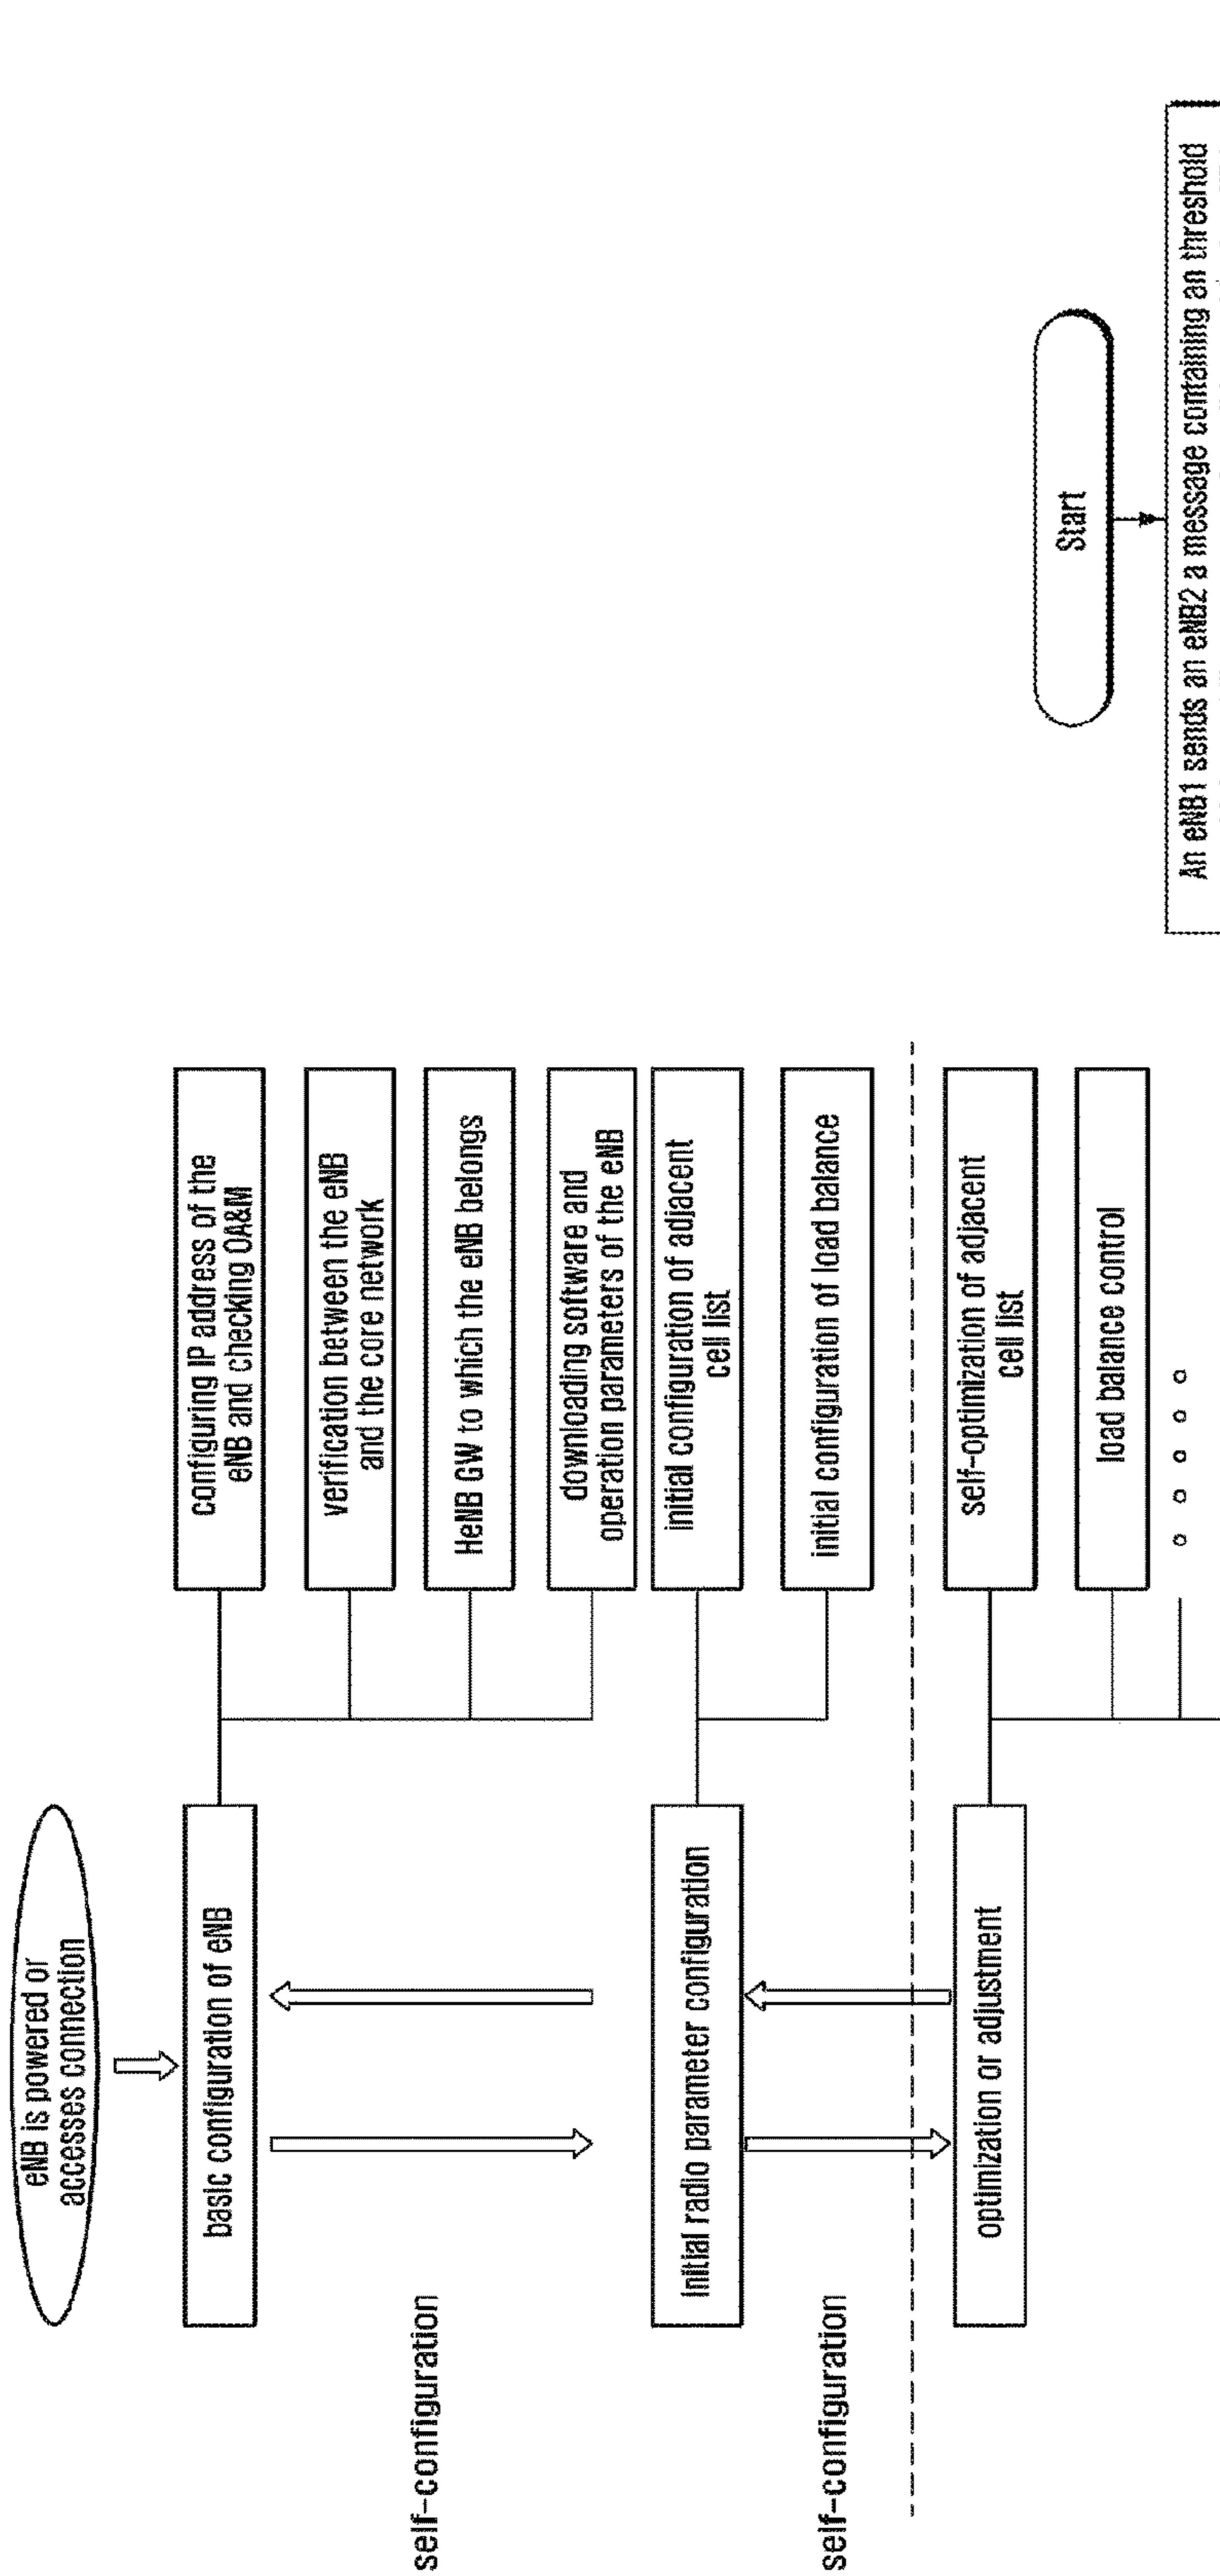 eNB is powered or
accesses connection
basic configuration of eNB
configuring IP address of the
eNB and checking OA&M
verification between the eNB
and the core network
HeNB GW to which the eNB belongs
downloading software and
operation parameters of the eNB
self-configuration
Initial radio parameter configuration
initial configuration of adjacent
cell list
initial configuration of load balance
self-configuration
optimization or adjustment
self-optimization of adjacent
cell list
load balance control
Start
An eNB1 sends an eNB2 a message containing an threshold